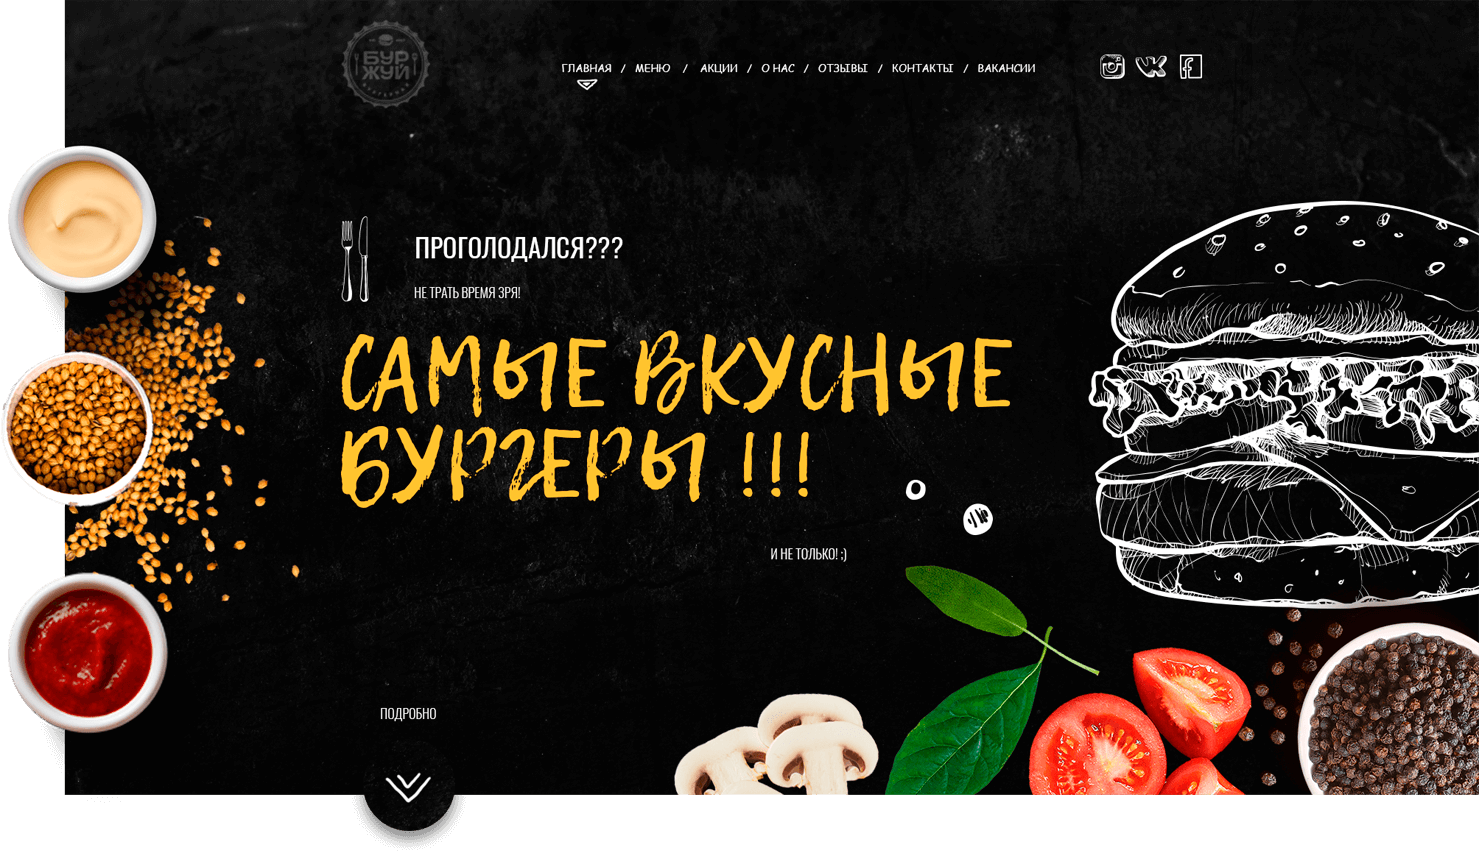 БУР
ЖУЙ
БУРГЕРНАЯ
ГЛАВНАЯ / МЕНЮ / АКЦИИ / О НАС / ОТЗЫВЫ / КОНТАКТЫ / ВАКАНСИИ
ПРОГОЛОДАЛСЯ???
НЕ ТРАТЬ ВРЕМЯ ЗРЯ!
САМЫЕ ВКУСНЫЕ
БУРГЕРЫ !!!
И НЕ ТОЛЬКО! ;)
ПОДРОБНО